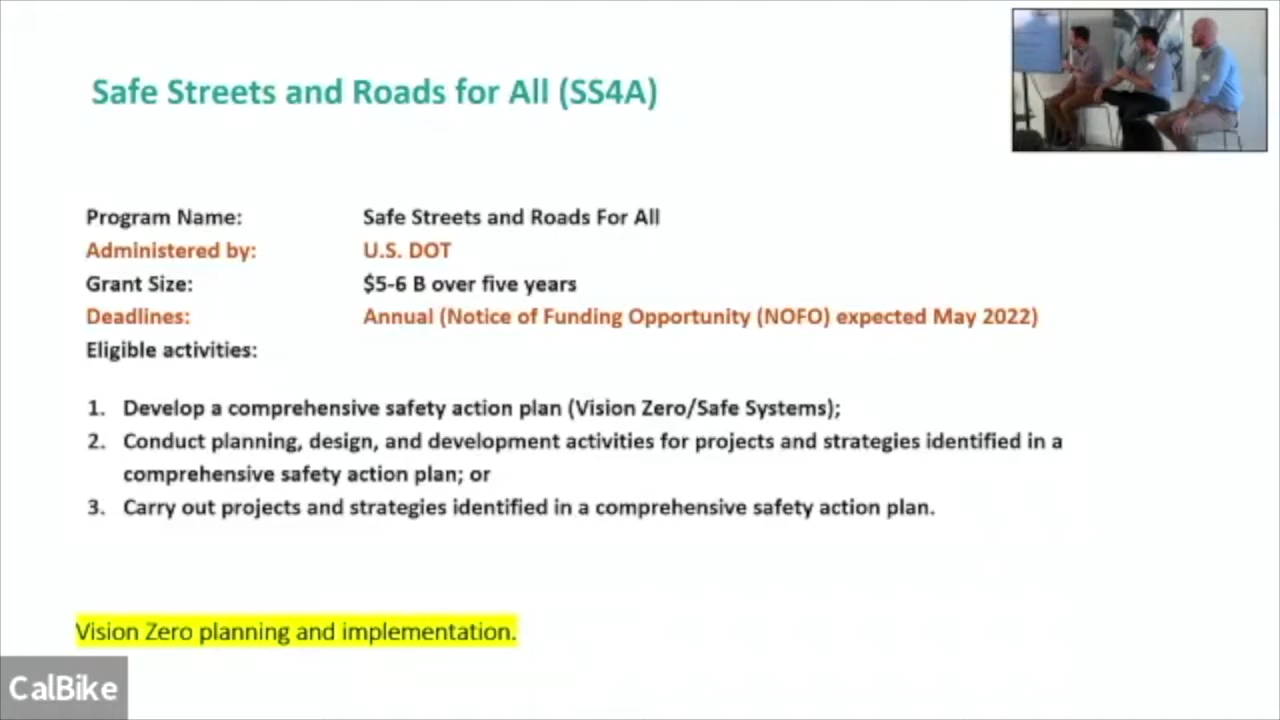 Safe Streets and Roads for All (SS4A)
Program Name: Safe Streets and Roads For All
Administered by: U.S. DOT
Grant Size: $5-6 B over five years
Deadlines: Annual (Notice of Funding Opportunity (NOFO) expected May 2022)
Eligible activities:
1. Develop a comprehensive safety action plan (Vision Zero/Safe Systems);
2. Conduct planning, design, and development activities for projects and strategies identified in a
comprehensive safety action plan; or
3. Carry out projects and strategies identified in a comprehensive safety action plan.
Vision Zero planning and implementation.
CalBike